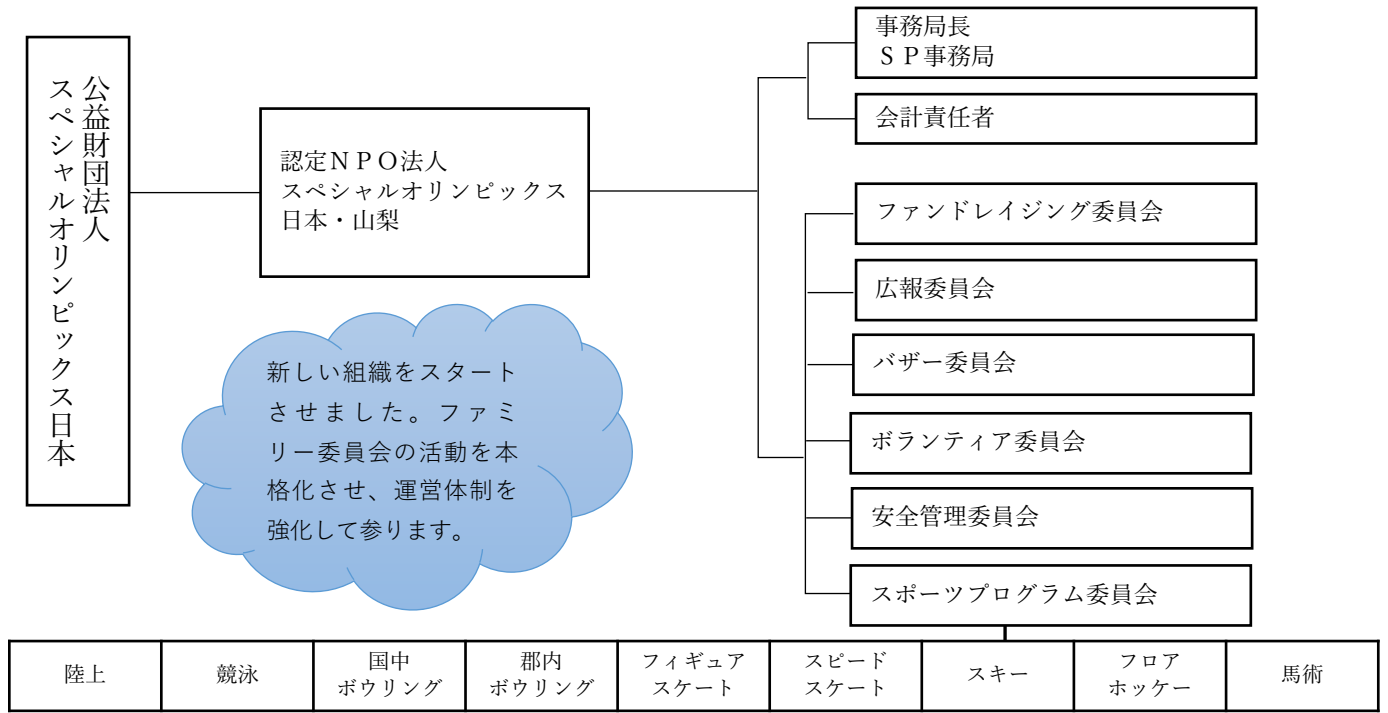 公益財団法人
スペシャルオリンピックス日本
認定ＮＰＯ法人
スペシャルオリンピックス
日本・山梨
新しい組織をスタート
させました。ファミ
リー委員会の活動を本
格化させ、運営体制を
強化して参ります。
事務局長
ＳＰ事務局
会計責任者
ファンドレイジング委員会
広報委員会
バザー委員会
ボランティア委員会
安全管理委員会
スポーツプログラム委員会
陸上
競泳
国中
ボウリング
郡内
ボウリング
フィギュア
スケート
スピード
スケート
スキー
フロア
ホッケー
馬術